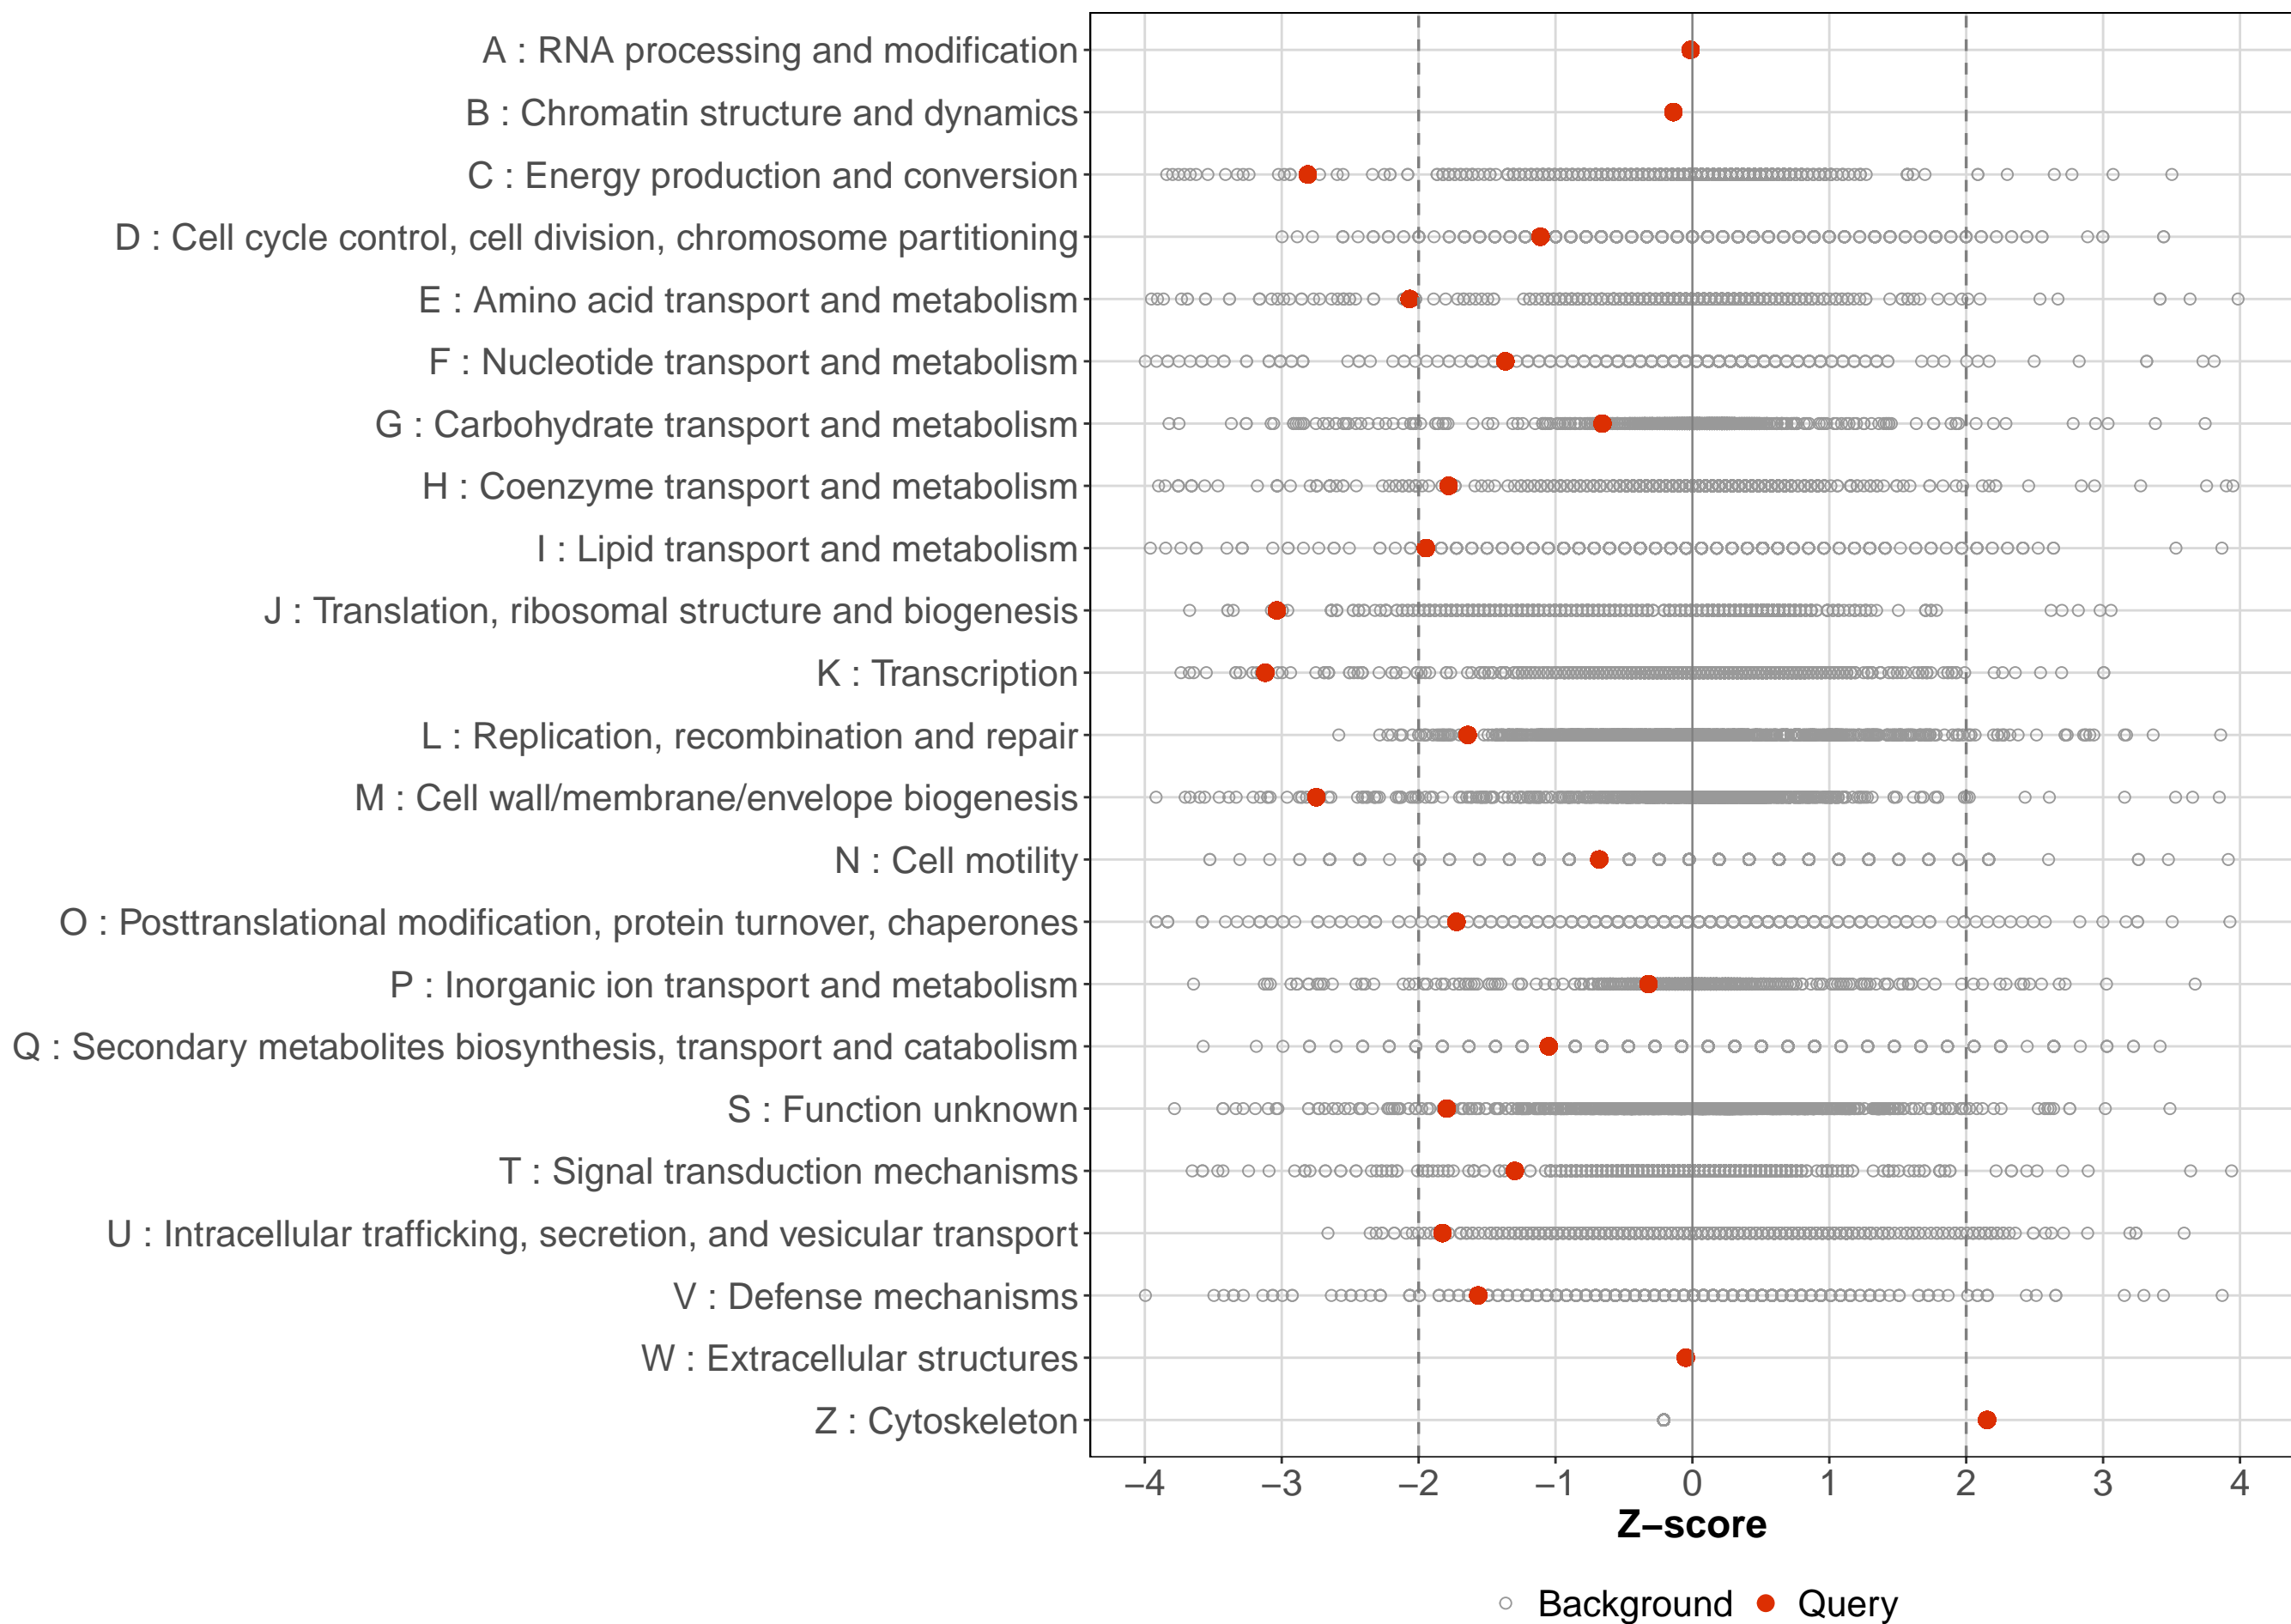 A : RNA processing and modification
B : Chromatin structure and dynamics
C : Energy production and conversion
D : Cell cycle control, cell division, chromosome partitioning
E : Amino acid transport and metabolism
F : Nucleotide transport and metabolism
G : Carbohydrate transport and metabolism
H : Coenzyme transport and metabolism
I : Lipid transport and metabolism
J : Translation, ribosomal structure and biogenesis
K : Transcription
L : Replication, recombination and repair
M : Cell wall/membrane/envelope biogenesis
N : Cell motility
O : Posttranslational modification, protein turnover, chaperones
P : Inorganic ion transport and metabolism
Q : Secondary metabolites biosynthesis, transport and catabolism
S : Function unknown
T : Signal transduction mechanisms
U : Intracellular trafficking, secretion, and vesicular transport
V : Defense mechanisms
W : Extracellular structures
Z : Cytoskeleton
−4 −3 −2 −1 0 1 2 3 4
Z−score
Background Query